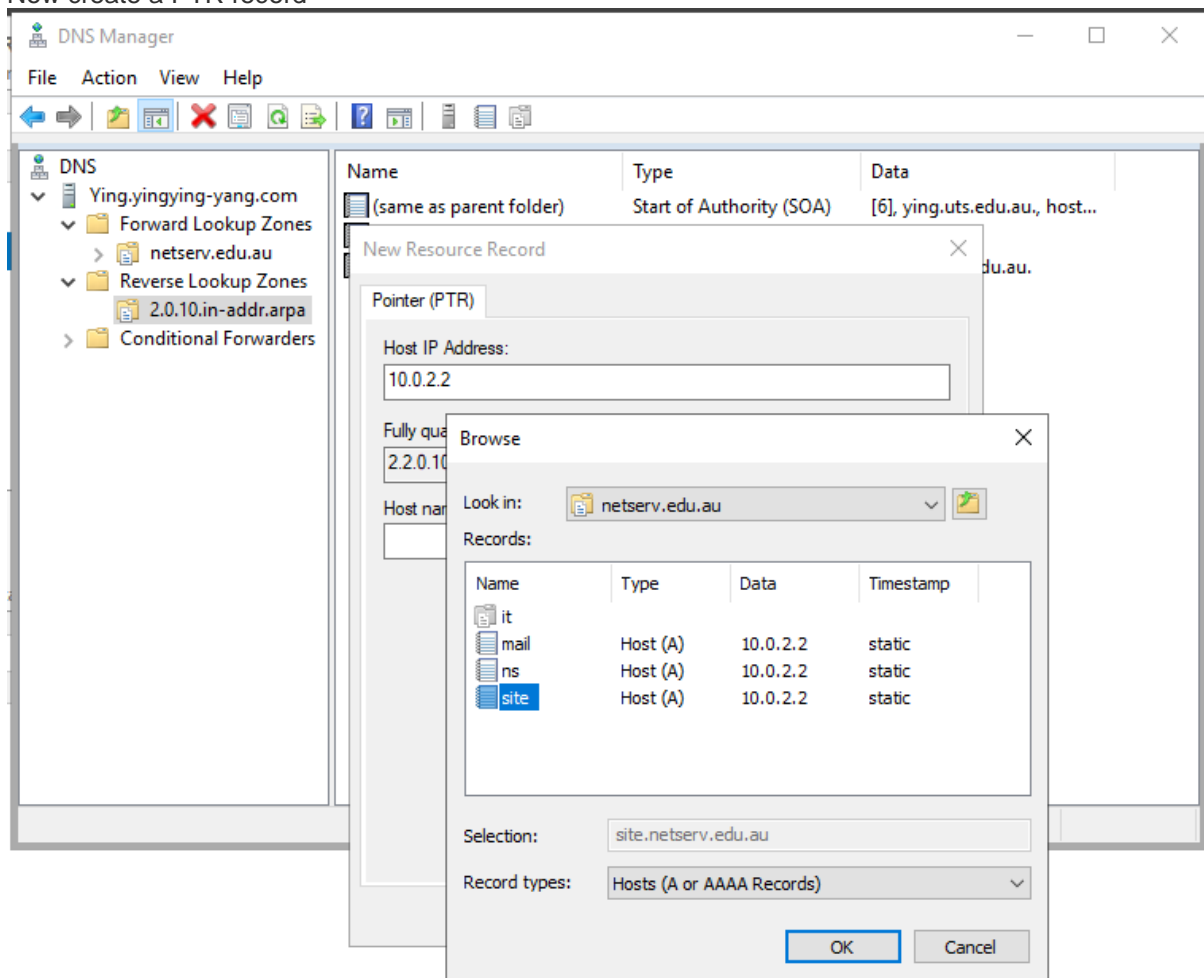 Now create a PTR record
DNS Manager
File Action View Help
DNS
Ying.yingying-yang.com
Forward Lookup Zones
netserv.edu.au
Reverse Lookup Zones
2.0.10.in-addr.arpa
Conditional Forwarders
Name Type Data
(same as parent folder) Start of Authority (SOA) [6], ying.uts.edu.au., host...
du.au.
New Resource Record
Pointer (PTR)
Host IP Address:
10.0.2.2
Fully qua
2.2.0.10
Host nar
Browse
Look in: netserv.edu.au
Records:
Name Type Data Timestamp
it
mail Host (A) 10.0.2.2 static
ns Host (A) 10.0.2.2 static
site Host (A) 10.0.2.2 static
Selection: site.netserv.edu.au
Record types: Hosts (A or AAAA Records)
OK Cancel